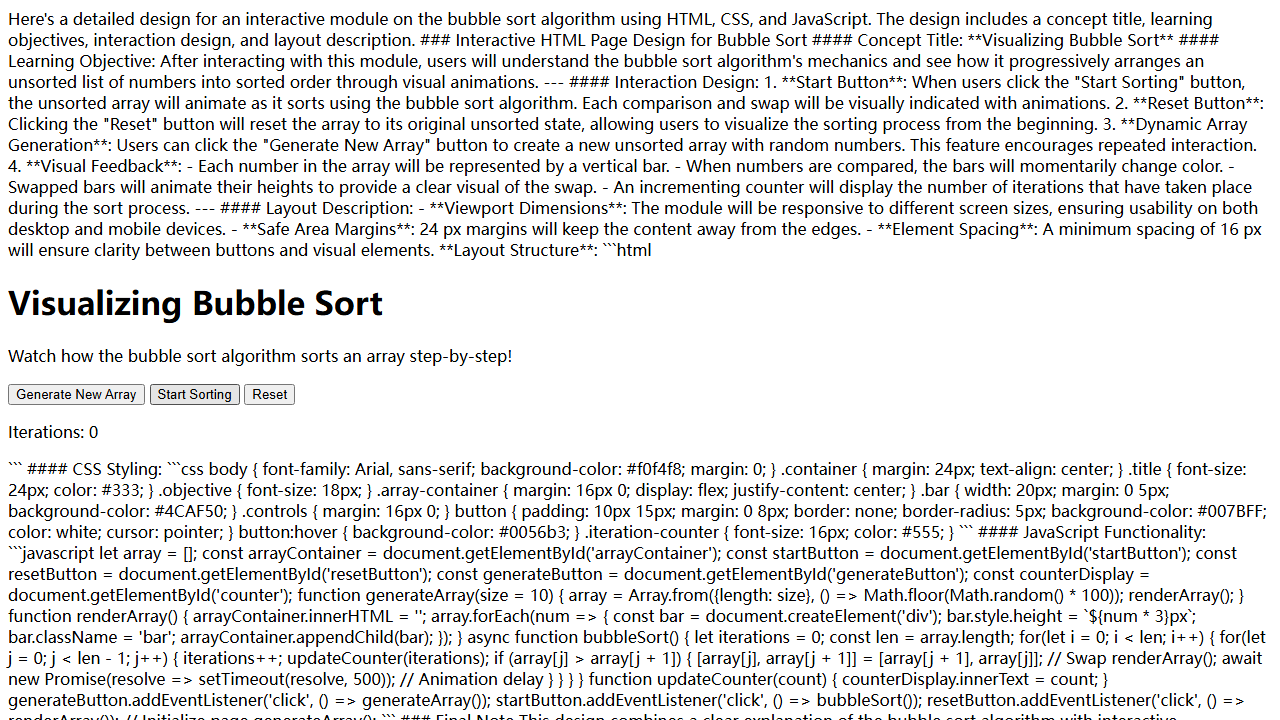 Here's a detailed design for an interactive module on the bubble sort algorithm using HTML, CSS, and JavaScript. The design includes a concept title, learning
objectives, interaction design, and layout description. ### Interactive HTML Page Design for Bubble Sort #### Concept Title: **Visualizing Bubble Sort** ####
Learning Objective: After interacting with this module, users will understand the bubble sort algorithm's mechanics and see how it progressively arranges an
unsorted list of numbers into sorted order through visual animations. --- #### Interaction Design: 1. **Start Button**: When users click the "Start Sorting" button,
the unsorted array will animate as it sorts using the bubble sort algorithm. Each comparison and swap will be visually indicated with animations. 2. **Reset Button**:
Clicking the "Reset" button will reset the array to its original unsorted state, allowing users to visualize the sorting process from the beginning. 3. **Dynamic Array
Generation**: Users can click the "Generate New Array" button to create a new unsorted array with random numbers. This feature encourages repeated interaction.
4. **Visual Feedback**: - Each number in the array will be represented by a vertical bar. - When numbers are compared, the bars will momentarily change color. -
Swapped bars will animate their heights to provide a clear visual of the swap. - An incrementing counter will display the number of iterations that have taken place
during the sort process. --- #### Layout Description: - **Viewport Dimensions**: The module will be responsive to different screen sizes, ensuring usability on both
desktop and mobile devices. - **Safe Area Margins**: 24 px margins will keep the content away from the edges. - **Element Spacing**: A minimum spacing of 16 px
will ensure clarity between buttons and visual elements. **Layout Structure**: ```html
Visualizing Bubble Sort
Watch how the bubble sort algorithm sorts an array step-by-step!
Generate New Array Start Sorting Reset
Iterations: 0
``` #### CSS Styling: ```css body { font-family: Arial, sans-serif; background-color: #f0f4f8; margin: 0; } .container { margin: 24px; text-align: center; } .title { font-size:
24px; color: #333; } .objective { font-size: 18px; } .array-container { margin: 16px 0; display: flex; justify-content: center; } .bar { width: 20px; margin: 0 5px;
background-color: #4CAF50; } .controls { margin: 16px 0; } button { padding: 10px 15px; margin: 0 8px; border: none; border-radius: 5px; background-color: #007BFF;
color: white; cursor: pointer; } button:hover { background-color: #0056b3; } .iteration-counter { font-size: 16px; color: #555; } ``` #### JavaScript Functionality:
```javascript let array = []; const arrayContainer = document.getElementById('arrayContainer'); const startButton = document.getElementById('startButton'); const
resetButton = document.getElementById('resetButton'); const generateButton = document.getElementById('generateButton'); const counterDisplay =
document.getElementById('counter'); function generateArray(size = 10) { array = Array.from({length: size}, () => Math.floor(Math.random() * 100)); renderArray(); }
function renderArray() { arrayContainer.innerHTML = ''; array.forEach(num => { const bar = document.createElement('div'); bar.style.height = `${num * 3}px`;
bar.className = 'bar'; arrayContainer.appendChild(bar); }); } async function bubbleSort() { let iterations = 0; const len = array.length; for(let i = 0; i < len; i++) { for(let
j = 0; j < len - 1; j++) { iterations++; updateCounter(iterations); if (array[j] > array[j + 1]) { [array[j], array[j + 1]] = [array[j + 1], array[j]]; // Swap renderArray(); await
new Promise(resolve => setTimeout(resolve, 500)); // Animation delay } } } } function updateCounter(count) { counterDisplay.innerText = count; }
generateButton.addEventListener('click', () => generateArray()); startButton.addEventListener('click', () => bubbleSort()); resetButton.addEventListener('click', () =>
renderArray()); // Initialize page generateArray(); ``` ### Final Note This design combines a clear explanation of the bubble sort algorithm with interactive